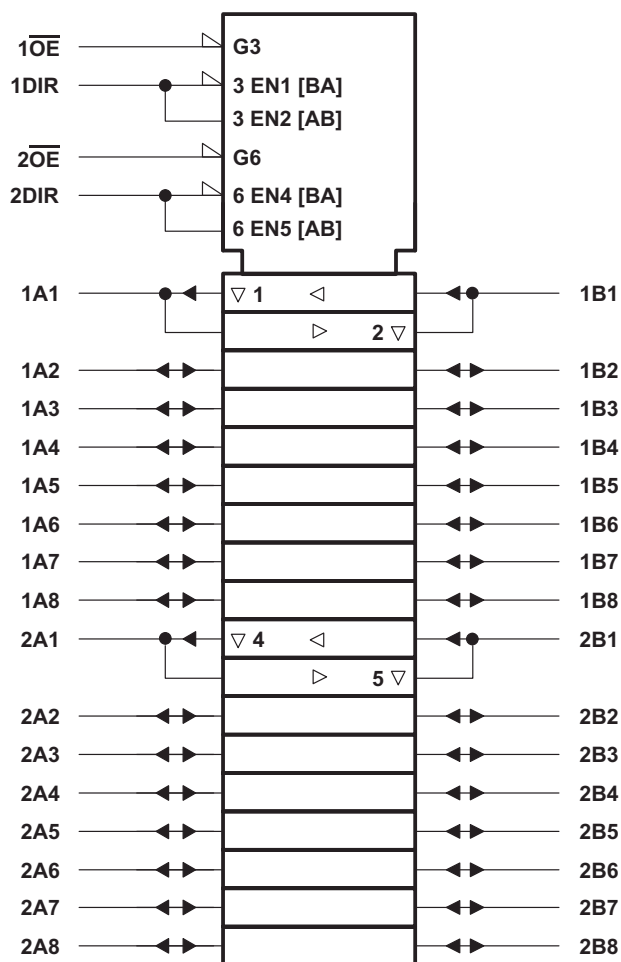 1O̅E̅ G3
1DIR 3 EN1 [BA]
3 EN2 [AB]
2O̅E̅ G6
2DIR 6 EN4 [BA]
6 EN5 [AB]
1A1 ▽ 1 ◁ 1B1
▷ 2 ▽
1A2 1B2
1A3 1B3
1A4 1B4
1A5 1B5
1A6 1B6
1A7 1B7
1A8 1B8
2A1 ▽ 4 ◁ 2B1
▷ 5 ▽
2A2 2B2
2A3 2B3
2A4 2B4
2A5 2B5
2A6 2B6
2A7 2B7
2A8 2B8